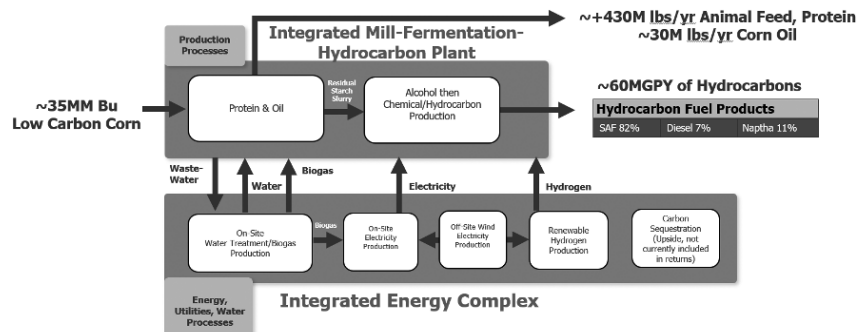 ~+430M lbs/yr Animal Feed, Protein
~30M lbs/yr Corn Oil
Production
Processes
Integrated Mill-Fermentation-
Hydrocarbon Plant
~35MM Bu
Low Carbon Corn
Protein & Oil
Residual
Starch
Slurry
Alcohol then
Chemical/Hydrocarbon
Production
~60MGPY of Hydrocarbons
Hydrocarbon Fuel Products
SAF 82% Diesel 7% Naptha 11%
Waste-
Water
Water
Biogas
Electricity
Hydrogen
On-Site
Water Treatment/Biogas
Production
Biogas
On-Site
Electricity
Production
Off-Site Wind
Electricity
Production
Renewable
Hydrogen
Production
Carbon
Sequestration
(Upside, not
currently included
in returns)
Energy,
Utilities, Water
Processes
Integrated Energy Complex